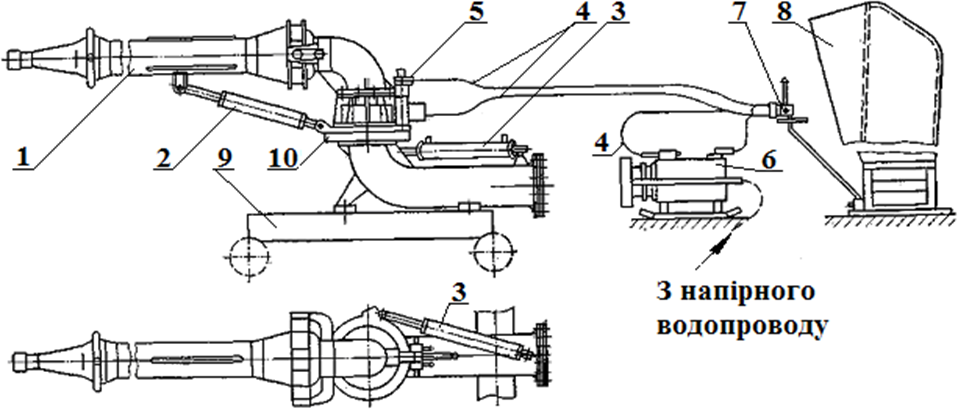 5 4 3 7 8
1 2 9 10 4 6
З напірного
водопроводу
3